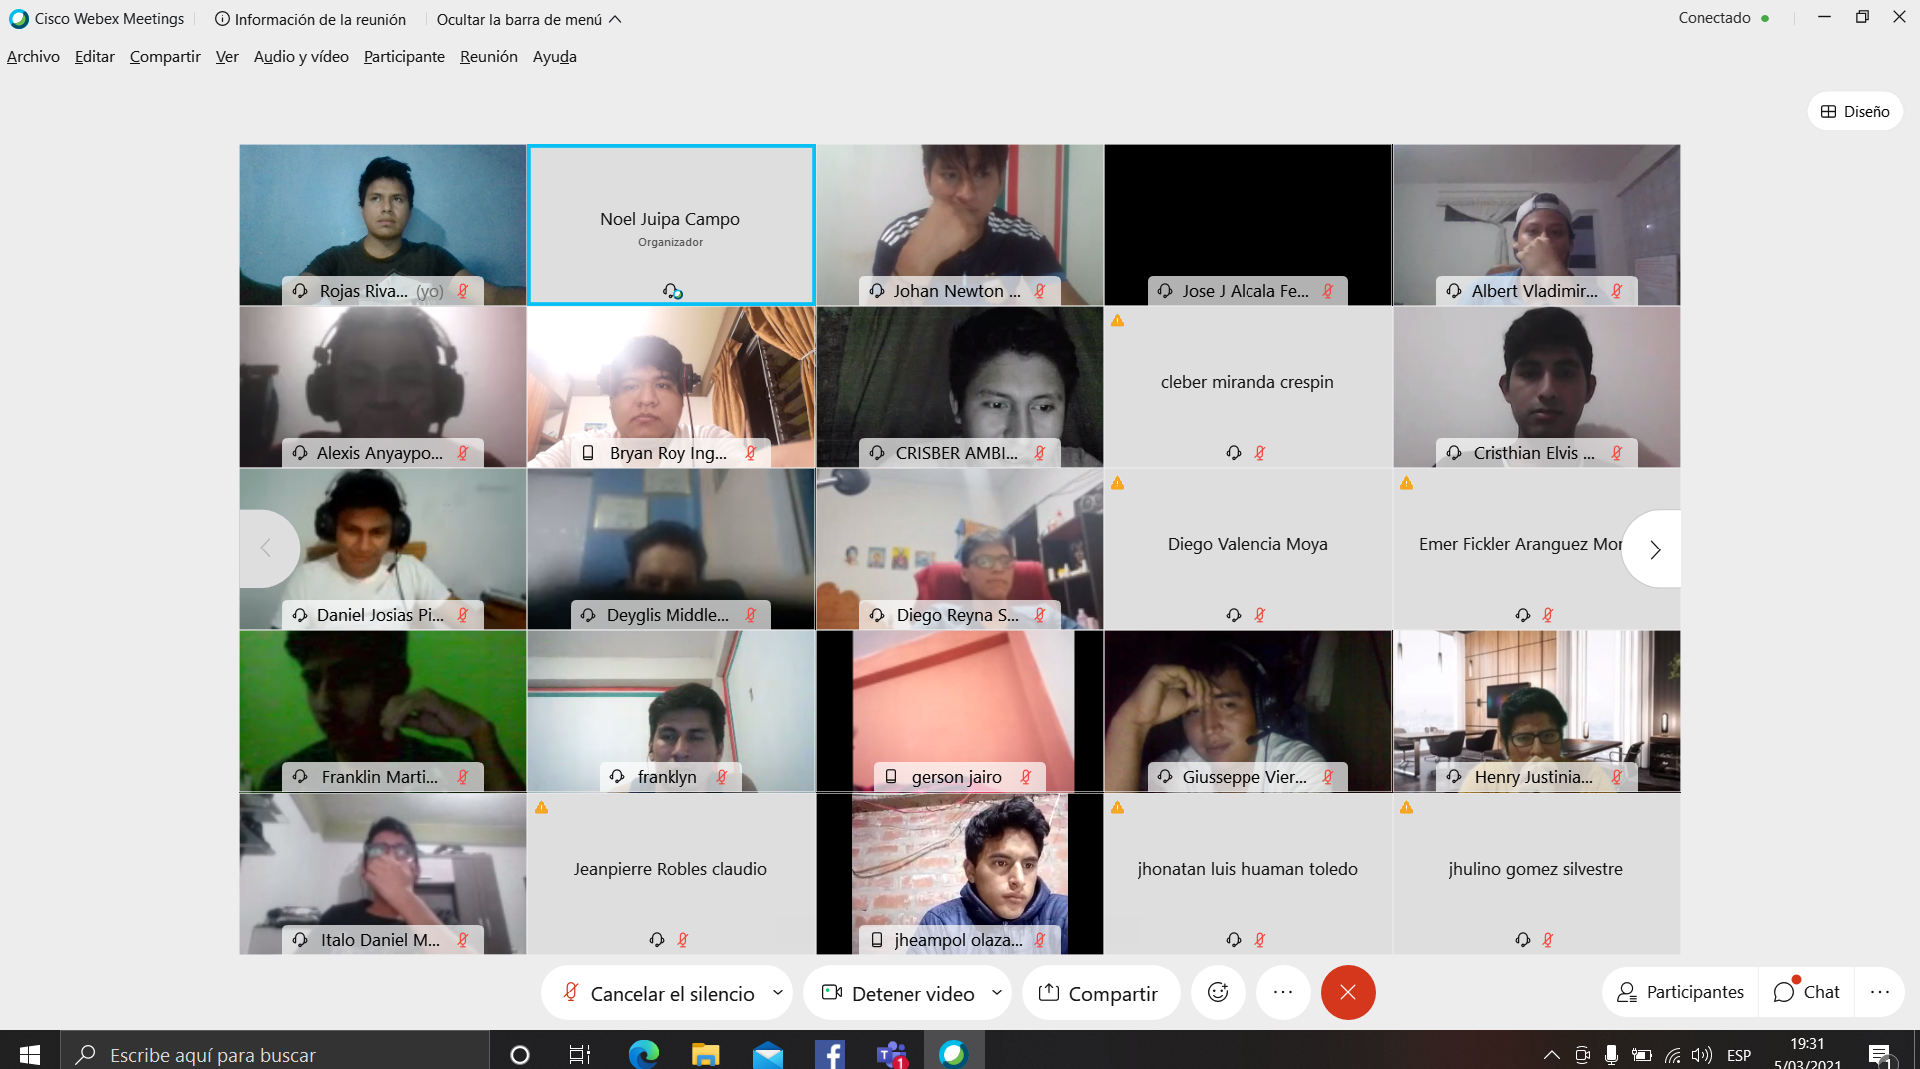 Cisco Webex Meetings
Información de la reunión
Ocultar la barra de menú
Conectado
Archivo Editar Compartir Ver Audio y vídeo Participante Reunión Ayuda
Diseño
Noel Juipa Campo
Organizador
Rojas Riva... (yo)
Johan Newton ...
Jose J Alcala Fe...
Albert Vladimir...
cleber miranda crespin
Alexis Anyaypo...
Bryan Roy Ing...
CRISBER AMBI...
Cristhian Elvis ...
Diego Valencia Moya
Emer Fickler Aranguez Mor
Daniel Josias Pi...
Deyglis Middle...
Diego Reyna S...
Franklin Marti...
franklyn
gerson jairo
Giusseppe Vier...
Henry Justinia...
Jeanpierre Robles claudio
jhonatan luis huaman toledo
jhulino gomez silvestre
Italo Daniel M...
jheampol olaza...
Cancelar el silencio
Detener video
Compartir
Participantes
Chat
Escribe aquí para buscar
1
ESP
19:31
5/03/2021
1